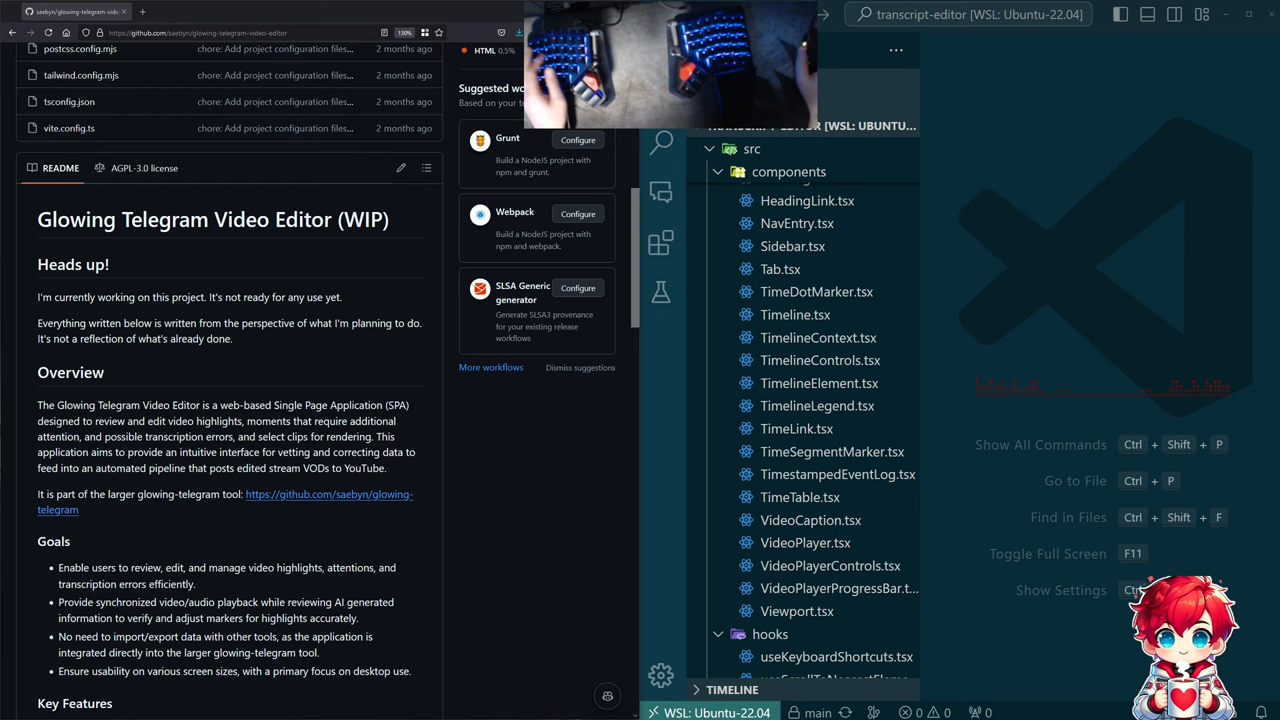 saebyn/glowing-telegram-vid
https://github.com/saebyn/glowing-telegram-video-editor
130%
postcss.config.mjs chore: Add project configuration files... 2 months ago
tailwind.config.mjs chore: Add project configuration files... 2 months ago
tsconfig.json chore: Add project configuration files... 2 months ago
vite.config.ts chore: Add project configuration files... 2 months ago
README AGPL-3.0 license
Glowing Telegram Video Editor (WIP)
Heads up!
I'm currently working on this project. It's not ready for any use yet.
Everything written below is written from the perspective of what I'm planning to do.
It's not a relection of what's already done.
Overview
The Glowing Telegram Video Editor is a web-based Single Page Application (SPA)
designed to review and edit video highlights, moments that require additional
attention, and possible transcription errors, and select clips for rendering. This
application aims to provide an intuitive interface for vetting and correcting data to
feed into an automated pipeline that posts edited stream VODs to YouTube.
It is part of the larger glowing-telegram tool: https://github.com/saebyn/glowing-
telegram
Goals
Enable users to review, edit, and manage video highlights, attentions, and
transcription errors efficiently.
Provide synchronized video/audio playback while reviewing AI generated
information to verify and adjust markers for highlights accurately.
No need to import/export data with other tools, as the application is
integrated directly into the larger glowing-telegram tool.
Ensure usability on various screen sizes, with a primary focus on desktop use.
Key Features
HTML 0.5%
Suggested wo
Based on your te
Grunt
Configure
Build a NodeJS project with
npm and grunt.
Webpack
Configure
Build a NodeJS project with
npm and webpack.
SLSA Generic
generator
Configure
Generate SLSA3 provenance
for your existing release
workflows
More workflows Dismiss suggestions
transcript-editor [WSL: Ubuntu-22.04]
TRANSCRIPT-EDITOR [WSL: UBUNTU...
src
components
HeadingLink.tsx
NavEntry.tsx
Sidebar.tsx
Tab.tsx
TimeDotMarker.tsx
Timeline.tsx
TimelineContext.tsx
TimelineControls.tsx
TimelineElement.tsx
TimelineLegend.tsx
TimeLink.tsx
TimeSegmentMarker.tsx
TimestampedEventLog.tsx
TimeTable.tsx
VideoCaption.tsx
VideoPlayer.tsx
VideoPlayerControls.tsx
VideoPlayerProgressBar.t...
Viewport.tsx
hooks
useKeyboardShortcuts.tsx
TIMELINE
WSL: Ubuntu-22.04 main 0 0 0
Show All Commands Ctrl + Shift + P
Go to File Ctrl + P
Find in Files Ctrl + Shift + F
Toggle Full Screen F11
Show Settings